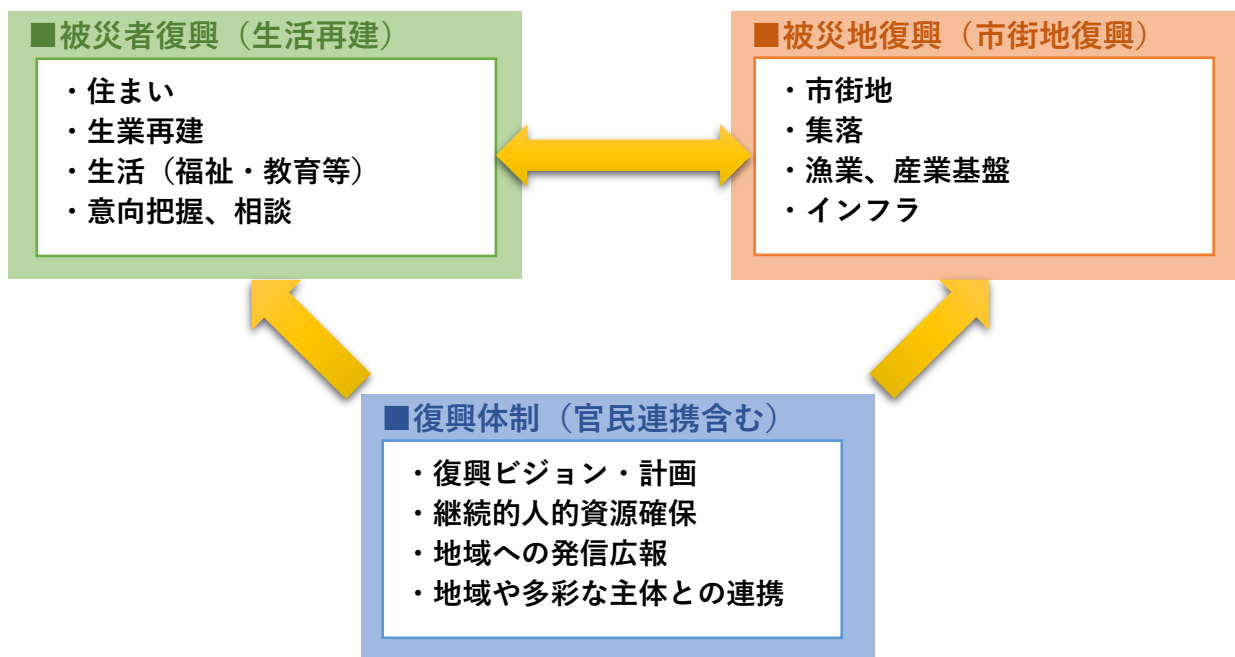 ■被災者復興（生活再建）
・住まい
・生業再建
・生活（福祉・教育等）
・意向把握、相談
■被災地復興（市街地復興）
・市街地
・集落
・漁業、産業基盤
・インフラ
■復興体制（官民連携含む）
・復興ビジョン・計画
・継続的人的資源確保
・地域への発信広報
・地域や多彩な主体との連携